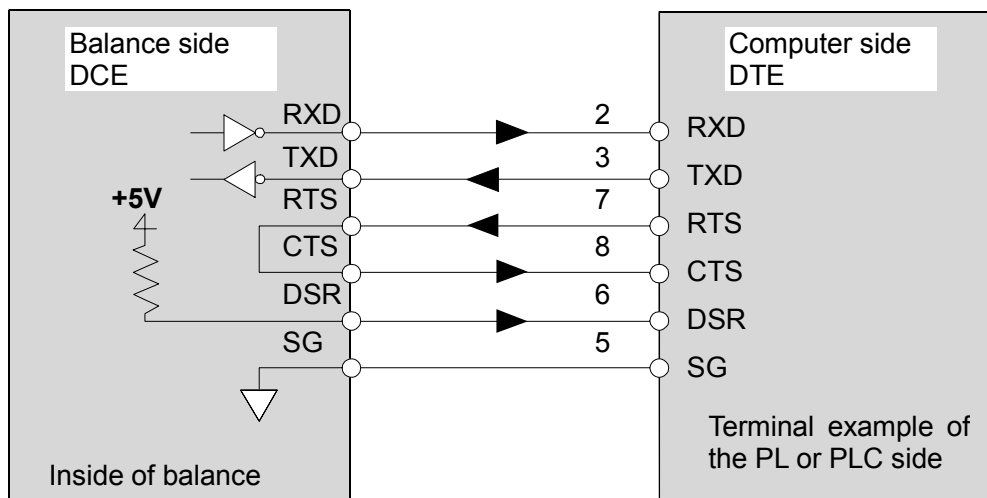 Balance side
DCE
Computer side
DTE
RXD
2
RXD
TXD
3
TXD
+5V
RTS
7
RTS
CTS
8
CTS
DSR
6
DSR
SG
5
SG
Inside of balance
Terminal example of
the PL or PLC side